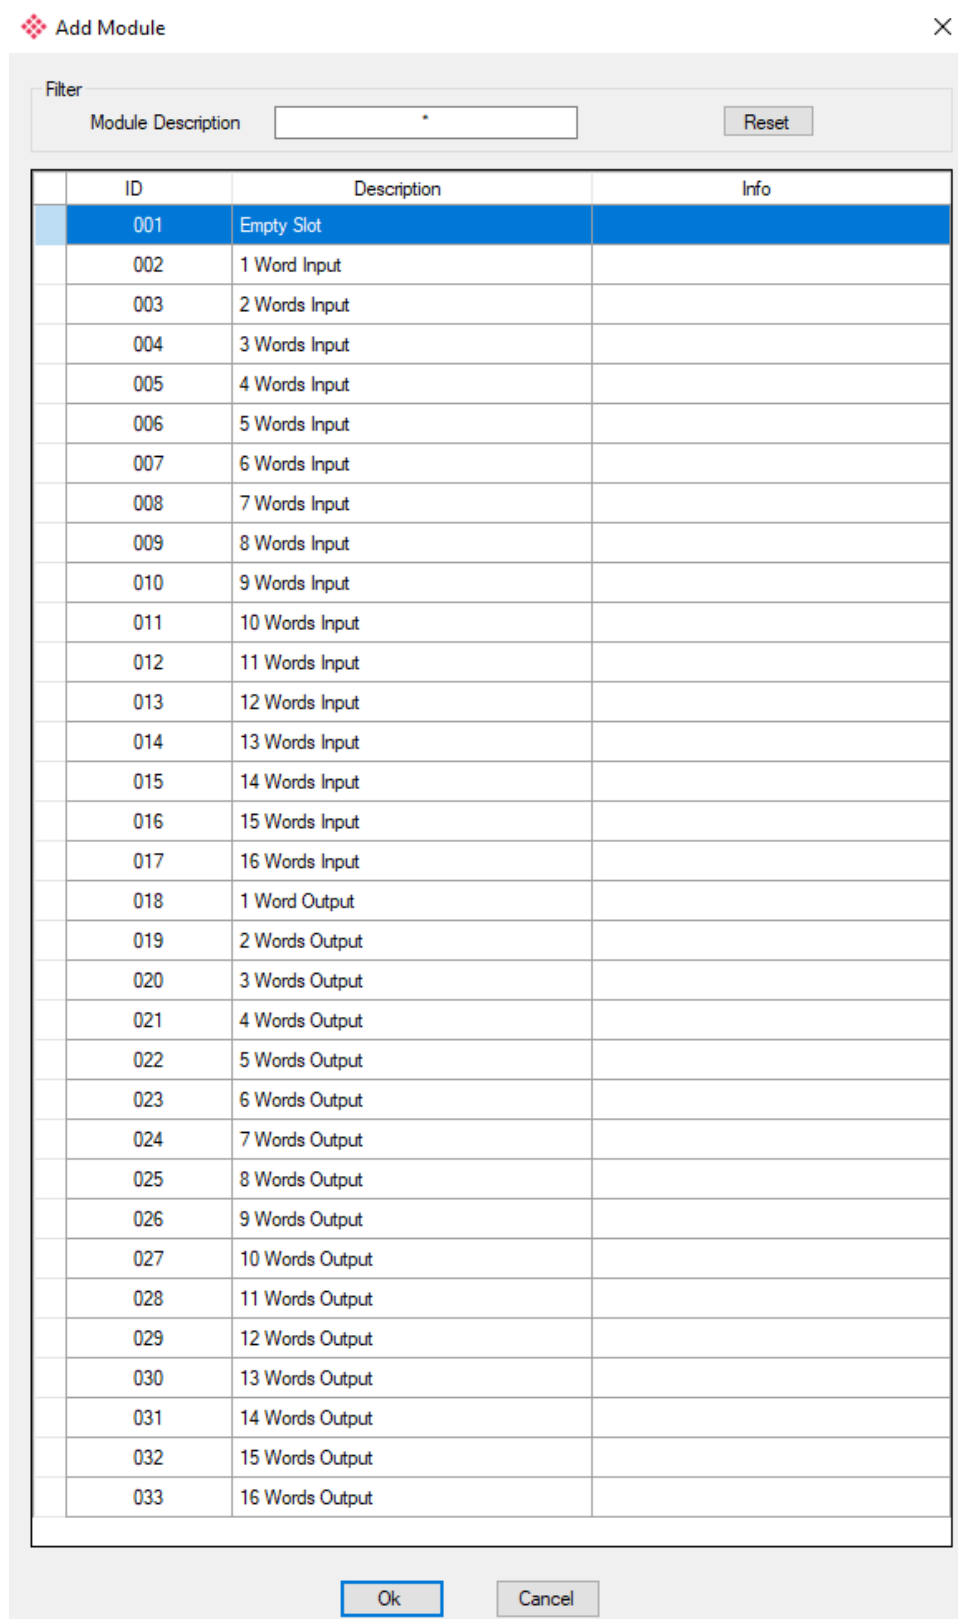 Add Module
Filter
Module Description * Reset
ID Description Info
001 Empty Slot
002 1 Word Input
003 2 Words Input
004 3 Words Input
005 4 Words Input
006 5 Words Input
007 6 Words Input
008 7 Words Input
009 8 Words Input
010 9 Words Input
011 10 Words Input
012 11 Words Input
013 12 Words Input
014 13 Words Input
015 14 Words Input
016 15 Words Input
017 16 Words Input
018 1 Word Output
019 2 Words Output
020 3 Words Output
021 4 Words Output
022 5 Words Output
023 6 Words Output
024 7 Words Output
025 8 Words Output
026 9 Words Output
027 10 Words Output
028 11 Words Output
029 12 Words Output
030 13 Words Output
031 14 Words Output
032 15 Words Output
033 16 Words Output
Ok Cancel